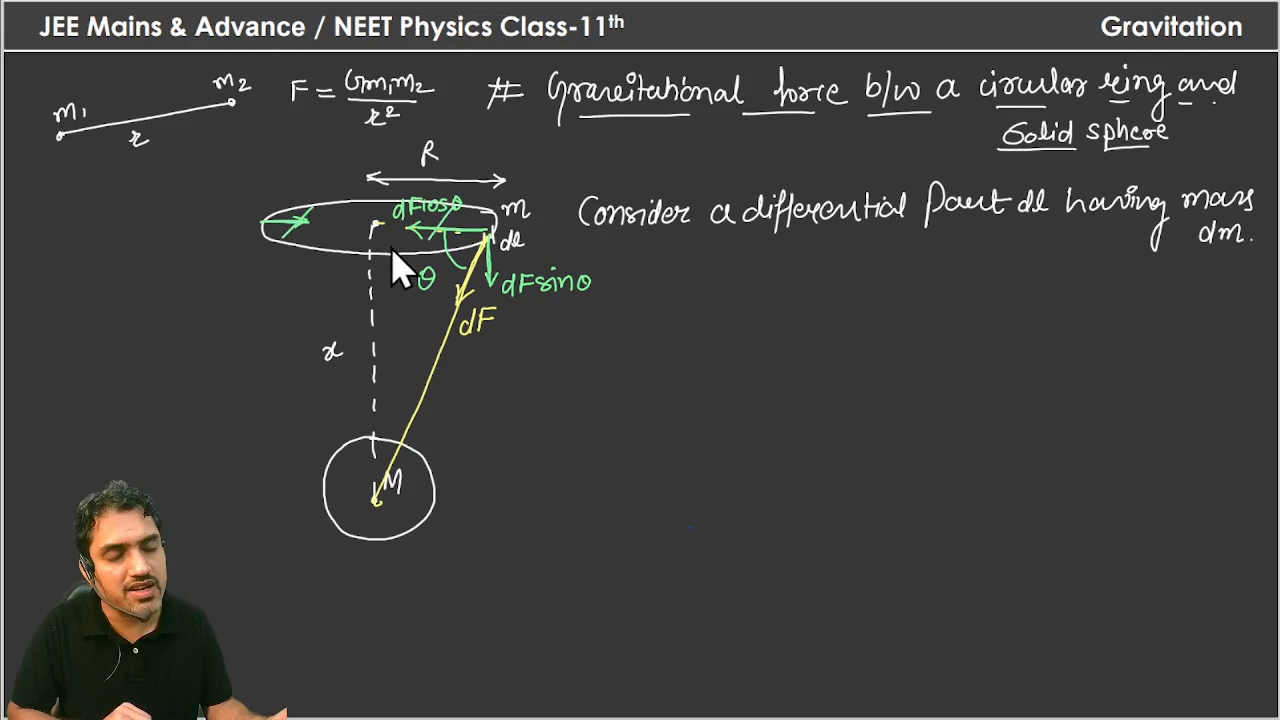 JEE Mains & Advance / NEET Physics Class-11th
Gravitation
m1
m2
r
F = Gm1m2/r²
# Gravitational force b/w a circular ring and
Solid sphere
R
m
dl
dFcosθ
θ
dFsinθ
dF
x
M
Consider a differential Part dl having mass
dm.